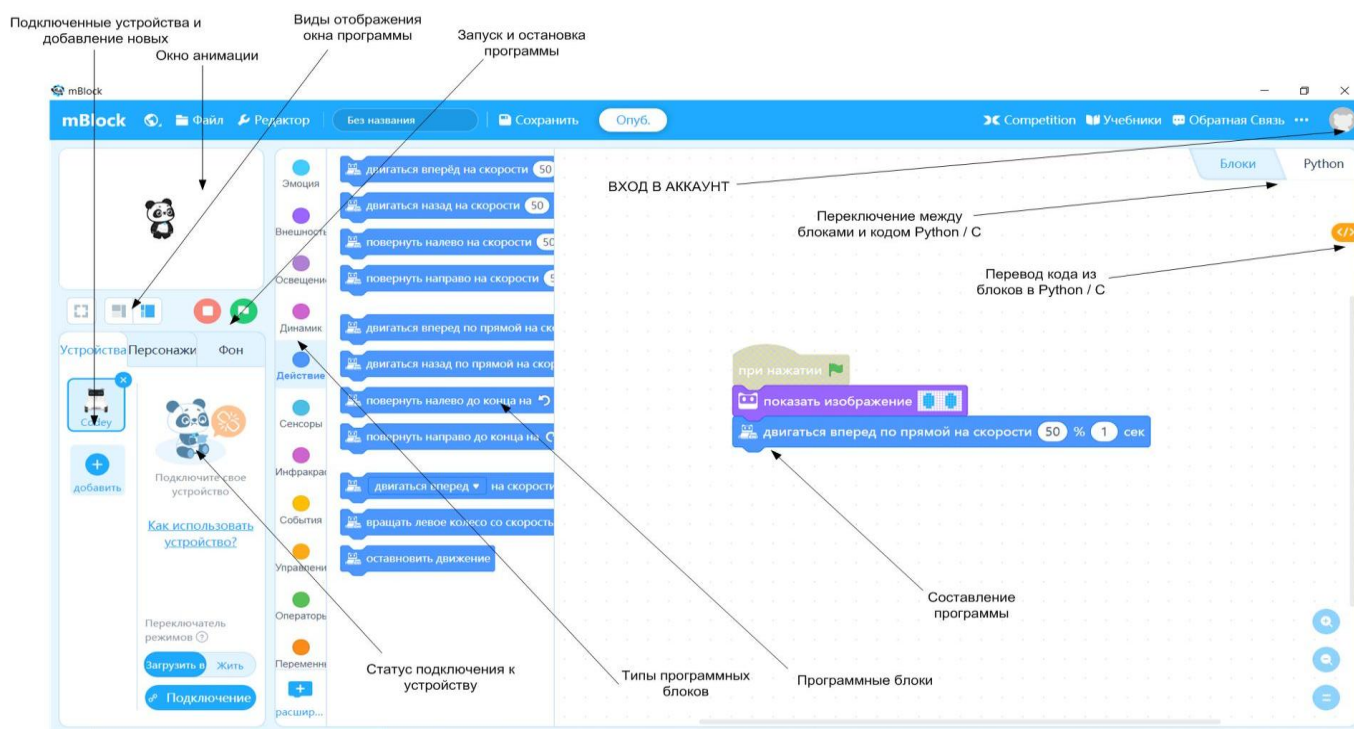 Подключенные устройства и
добавление новых
Виды отображения
окна программы
Запуск и остановка
программы
Окно анимации
mBlock
mBlock
Файл
Редактор
Без названия
Сохранить
Опуб.
Competition
Учебники
Обратная Связь
Блоки
Python
ВХОД В АККАУНТ
Переключение между
блоками и кодом Python / C
Перевод кода из
блоков в Python / C
Устройства
Персонажи
Фон
Codey
добавить
Подключите свое
устройство
Как использовать
устройство?
Переключатель
режимов ?
Загрузить в
Жить
Подключение
Эмоция
Внешность
Освещени
Динамик
Действие
Сенсоры
Инфракрас
События
Управлени
Операторь
Переменнь
расшир...
двигаться вперёд на скорости 50
двигаться назад на скорости 50
повернуть налево на скорости 50
повернуть направо на скорости
двигаться вперед по прямой на ск
двигаться назад по прямой на скор
повернуть налево до конца на
повернуть направо до конца на
двигаться вперед на скорости
вращать левое колесо со скорость
оставновить движение
при нажатии
показать изображение
двигаться вперед по прямой на скорости 50 % 1 сек
Составление
программы
Статус подключения к
устройству
Типы программных
блоков
Программные блоки